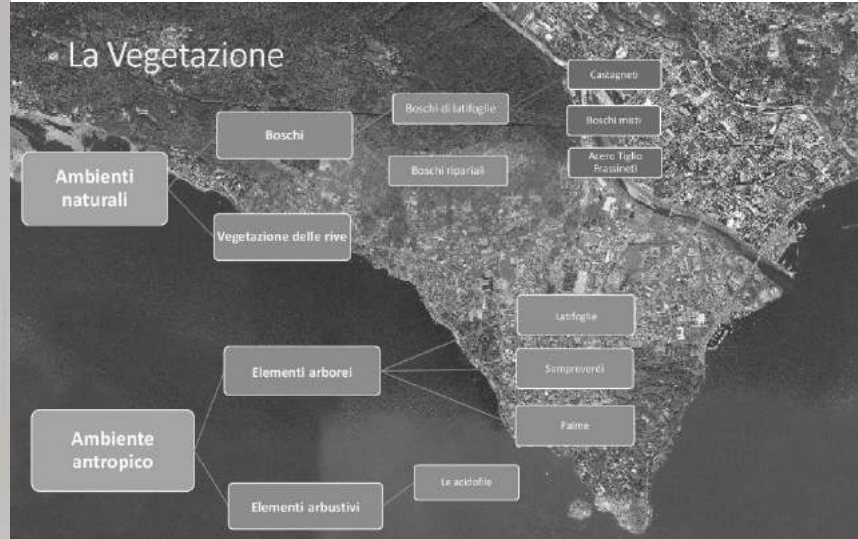 La Vegetazione
Ambienti
naturali
Boschi
Boschi di latifoglie
Castagneti
Boschi misti
Acero Tiglio
Frassineti
Boschi ripariali
Vegetazione delle rive
Ambiente
antropico
Elementi arborei
Latifoglie
Sempreverdi
Palme
Elementi arbustivi
Le acidofile